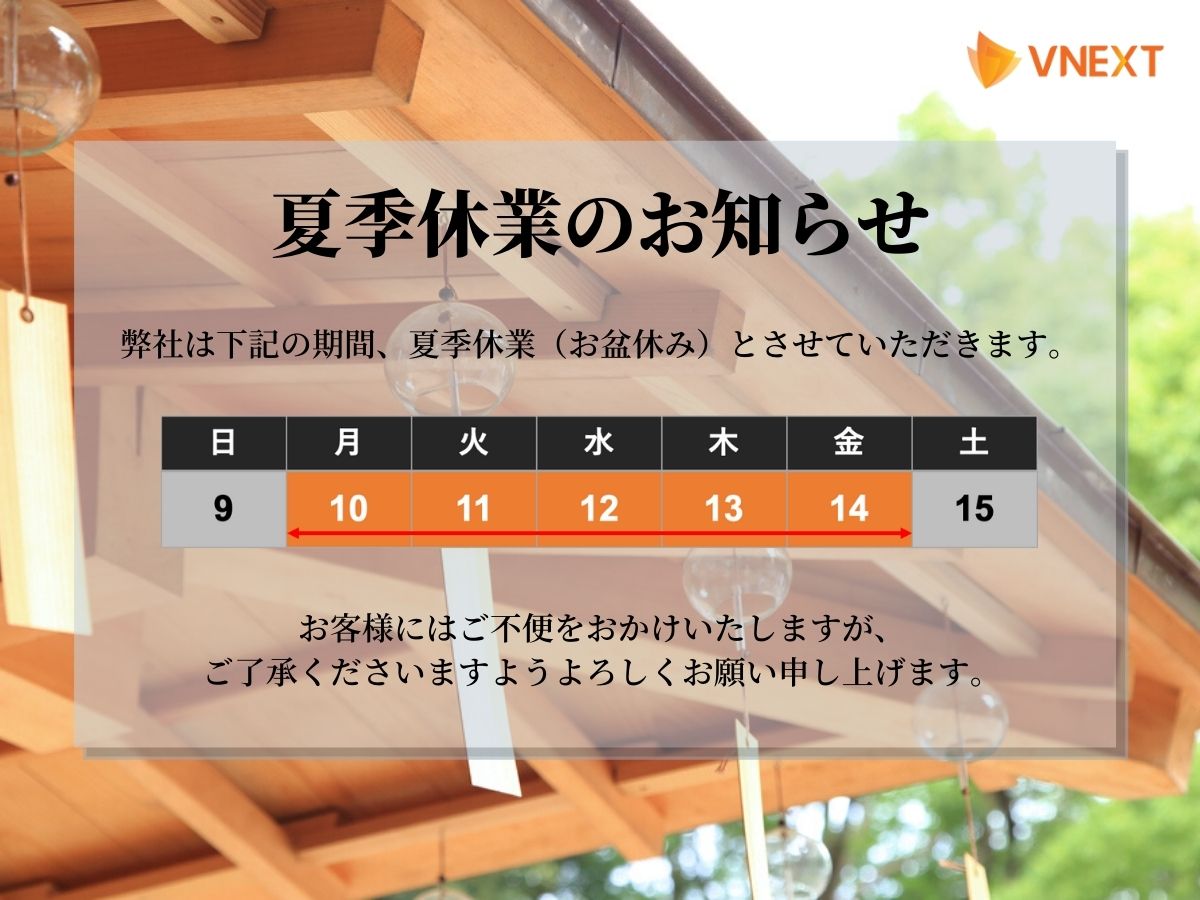 VNEXT
夏季休業のお知らせ
弊社は下記の期間、夏季休業（お盆休み）とさせていただきます。
日 月 火 水 木 金 土
9 10 11 12 13 14 15
お客様にはご不便をおかけいたしますが、
ご了承くださいますようよろしくお願い申し上げます。